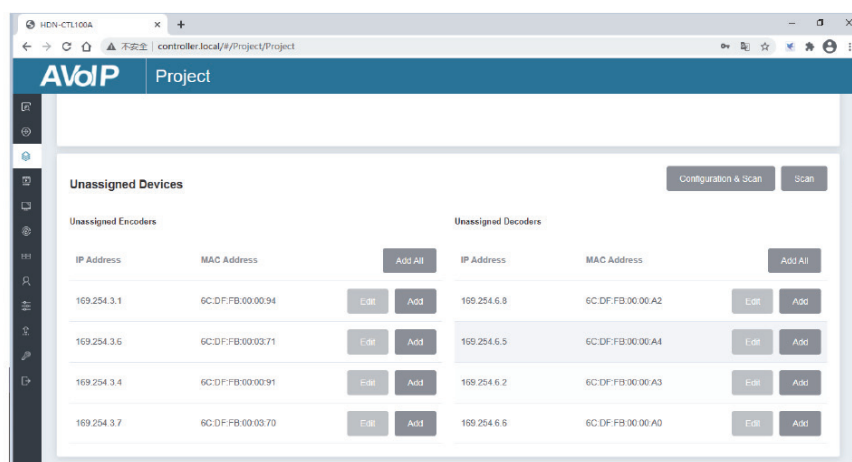 HDN-CTL100A
不安全 controller.local/#/Project/Project
AVoIP Project
Unassigned Devices Configuration & Scan Scan
Unassigned Encoders Unassigned Decoders
IP Address MAC Address Add All IP Address MAC Address Add All
169.254.3.1 6C:DF:FB:00:00:94 Edit Add 169.254.6.8 6C:DF:FB:00:00:A2 Edit Add
169.254.3.6 6C:DF:FB:00:03:71 Edit Add 169.254.6.5 6C:DF:FB:00:00:A4 Edit Add
169.254.3.4 6C:DF:FB:00:00:91 Edit Add 169.254.6.2 6C:DF:FB:00:00:A3 Edit Add
169.254.3.7 6C:DF:FB:00:03:70 Edit Add 169.254.6.6 6C:DF:FB:00:00:A0 Edit Add